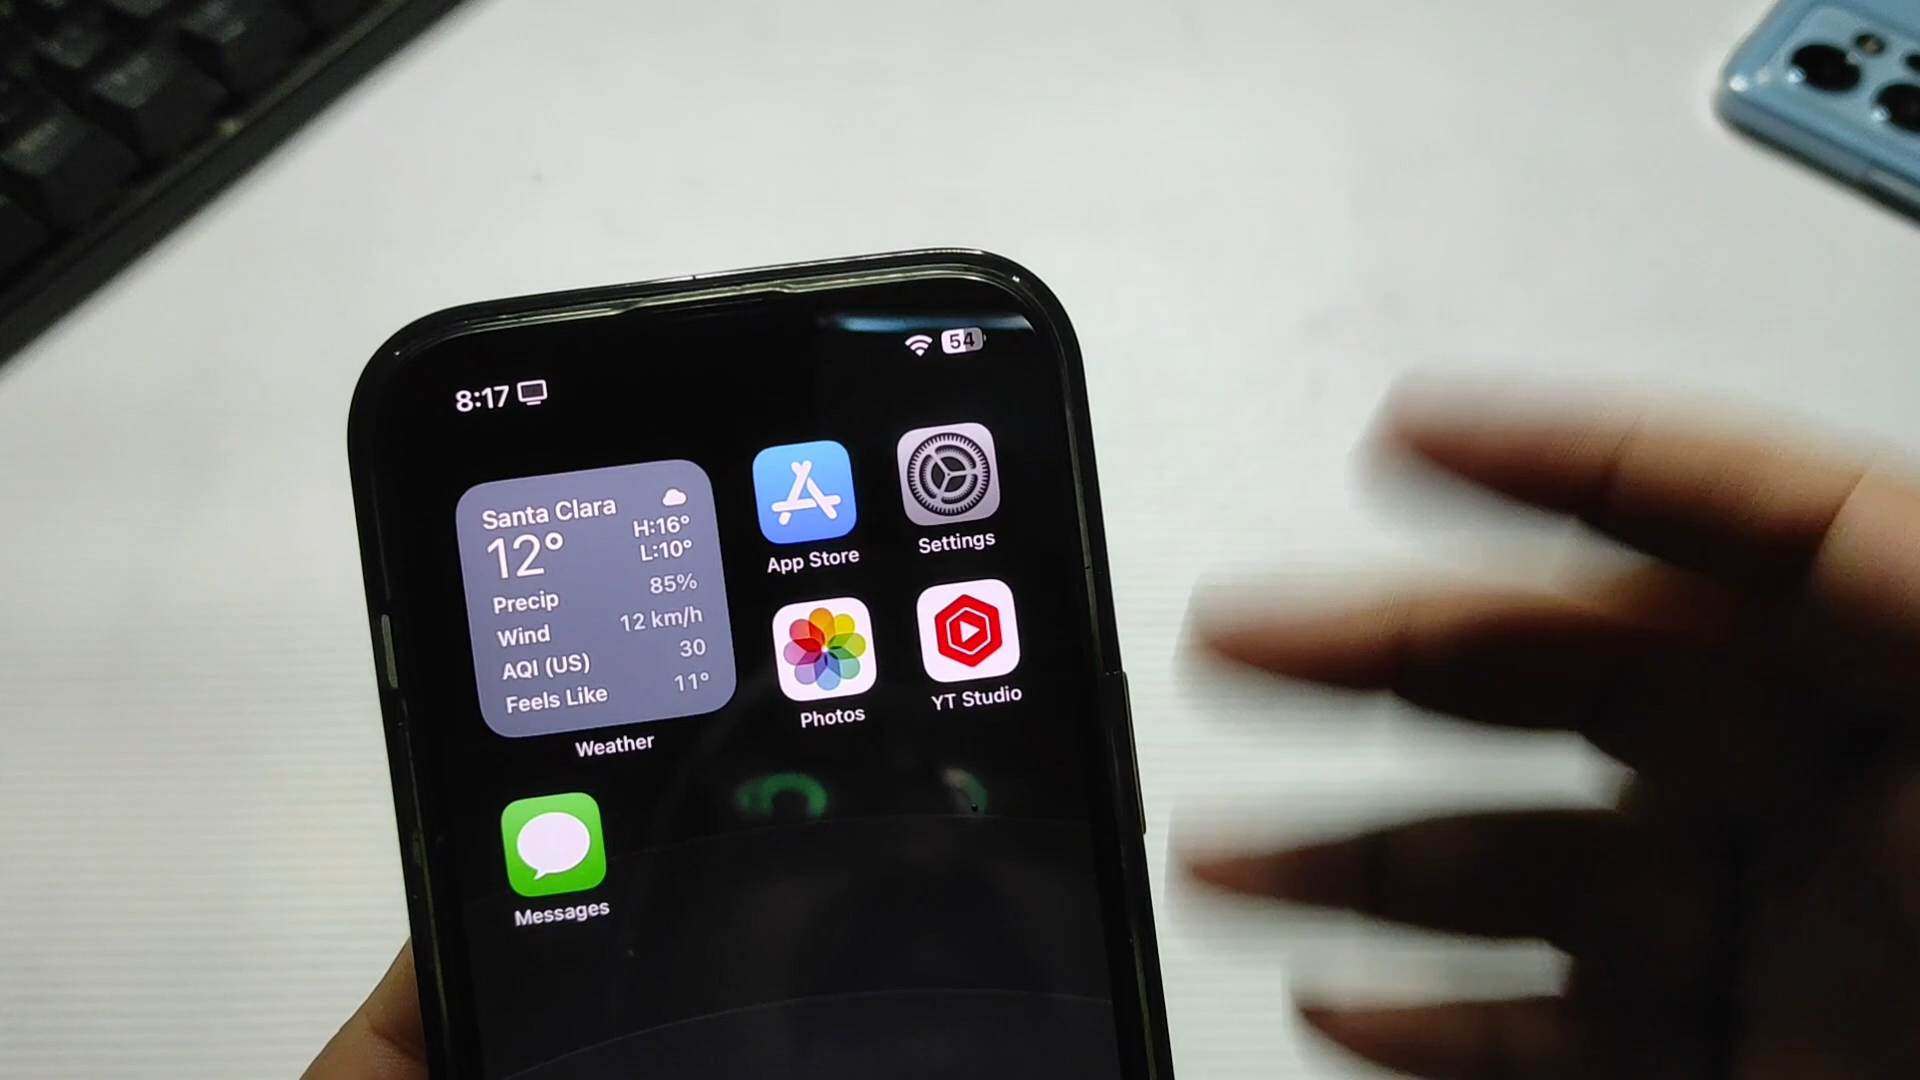 54
8:17
Santa Clara
12°
H:16°
L:10°
Precip 85%
Wind 12 km/h
AQI (US) 30
Feels Like 11°
Weather
App Store
Settings
Photos
YT Studio
Messages